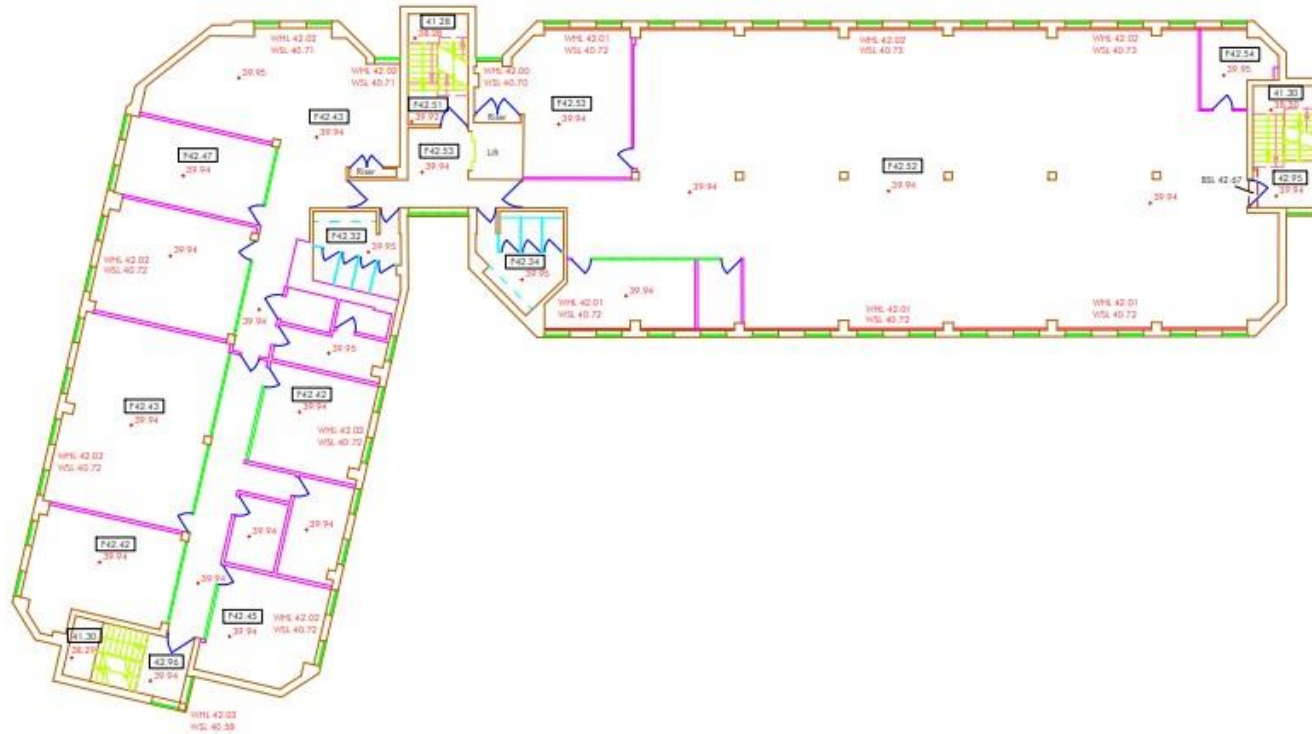 WHL 42.02
WSL 40.71
41.28
38.28
WHL 42.01
WSL 40.72
WHL 42.02
WSL 40.73
WHL 42.02
WSL 40.73
F42.54
39.95
39.95
WHL 42.02
WSL 40.71
WHL 42.00
WSL 40.70
41.30
38.30
F42.43
39.94
F42.51
39.92
Riser
F42.53
39.94
F42.47
39.94
Riser
F42.53
39.94
Lift
F42.52
39.94
39.94
39.94
BSL 42.67
42.95
39.94
F42.32
39.95
39.94
WHL 42.02
WSL 40.72
F42.34
39.95
39.94
WHL 42.01
WSL 40.72
WHL 42.01
WSL 40.72
WHL 42.01
WSL 40.72
39.94
39.95
F42.42
39.94
F42.43
39.94
WHL 42.02
WSL 40.72
WHL 42.02
WSL 40.72
39.94
39.94
F42.42
39.94
39.94
F42.45
39.94
WHL 42.02
WSL 40.72
41.30
38.29
42.96
39.94
WHL 42.03
WSL 40.58